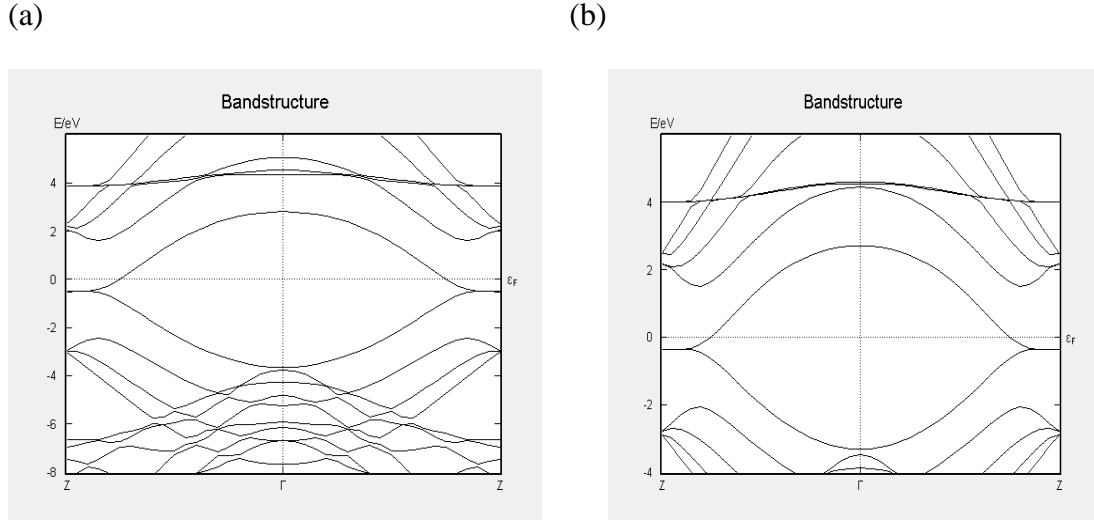 (a)
(b)
Bandstructure
E/eV
4
2
0
-2
-4
-6
-8
εF
Z
Γ
Z
Bandstructure
E/eV
4
2
0
-2
-4
εF
Z
Γ
Z